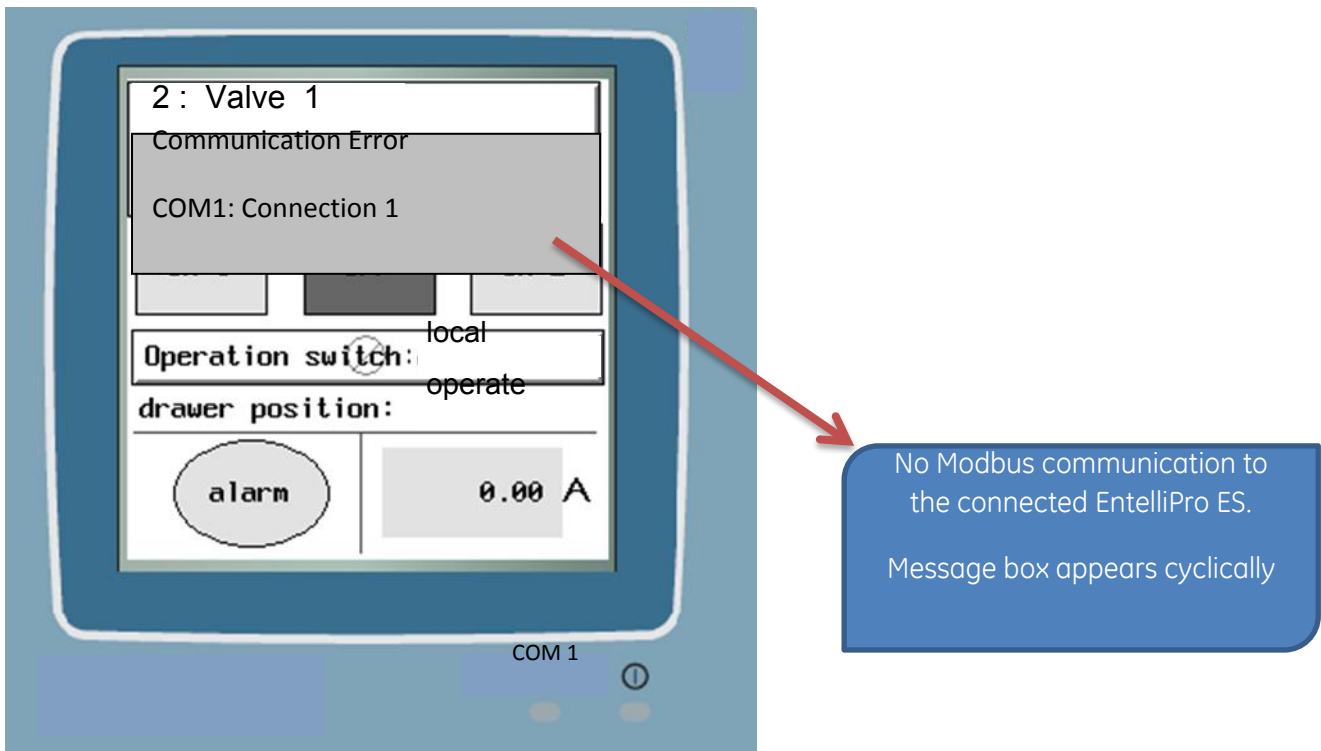 2 : Valve 1
Communication Error
COM1: Connection 1
Operation switch:
local
operate
drawer position:
alarm
0.00 A
COM 1
No Modbus communication to
the connected EntelliPro ES.
Message box appears cyclically